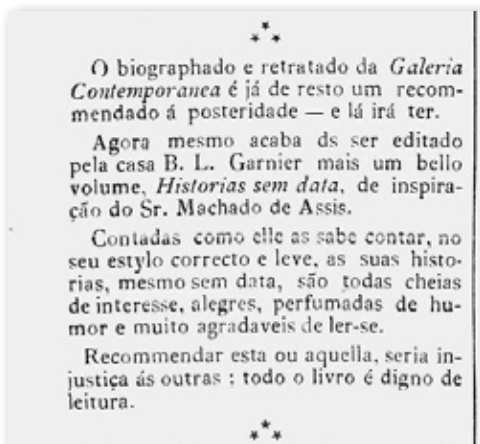 O biographado e retratado da Galeria
Contemporanea é já de resto um recom-
mendado á posteridade — e lá irá ter.
Agora mesmo acaba ds ser editado
pela casa B. L. Garnier mais um bello
volume, Historias sem data, de inspira-
ção do Sr. Machado de Assis.
Contadas como elle as sabe contar, no
seu estylo correcto e leve, as suas histo-
rias, mesmo sem data, são todas cheias
de interesse, alegres, perfumadas de hu-
mor e muito agradaveis de ler-se.
Recommendar esta ou aquella, seria in-
justiça ás outras ; todo o livro é digno de
leitura.